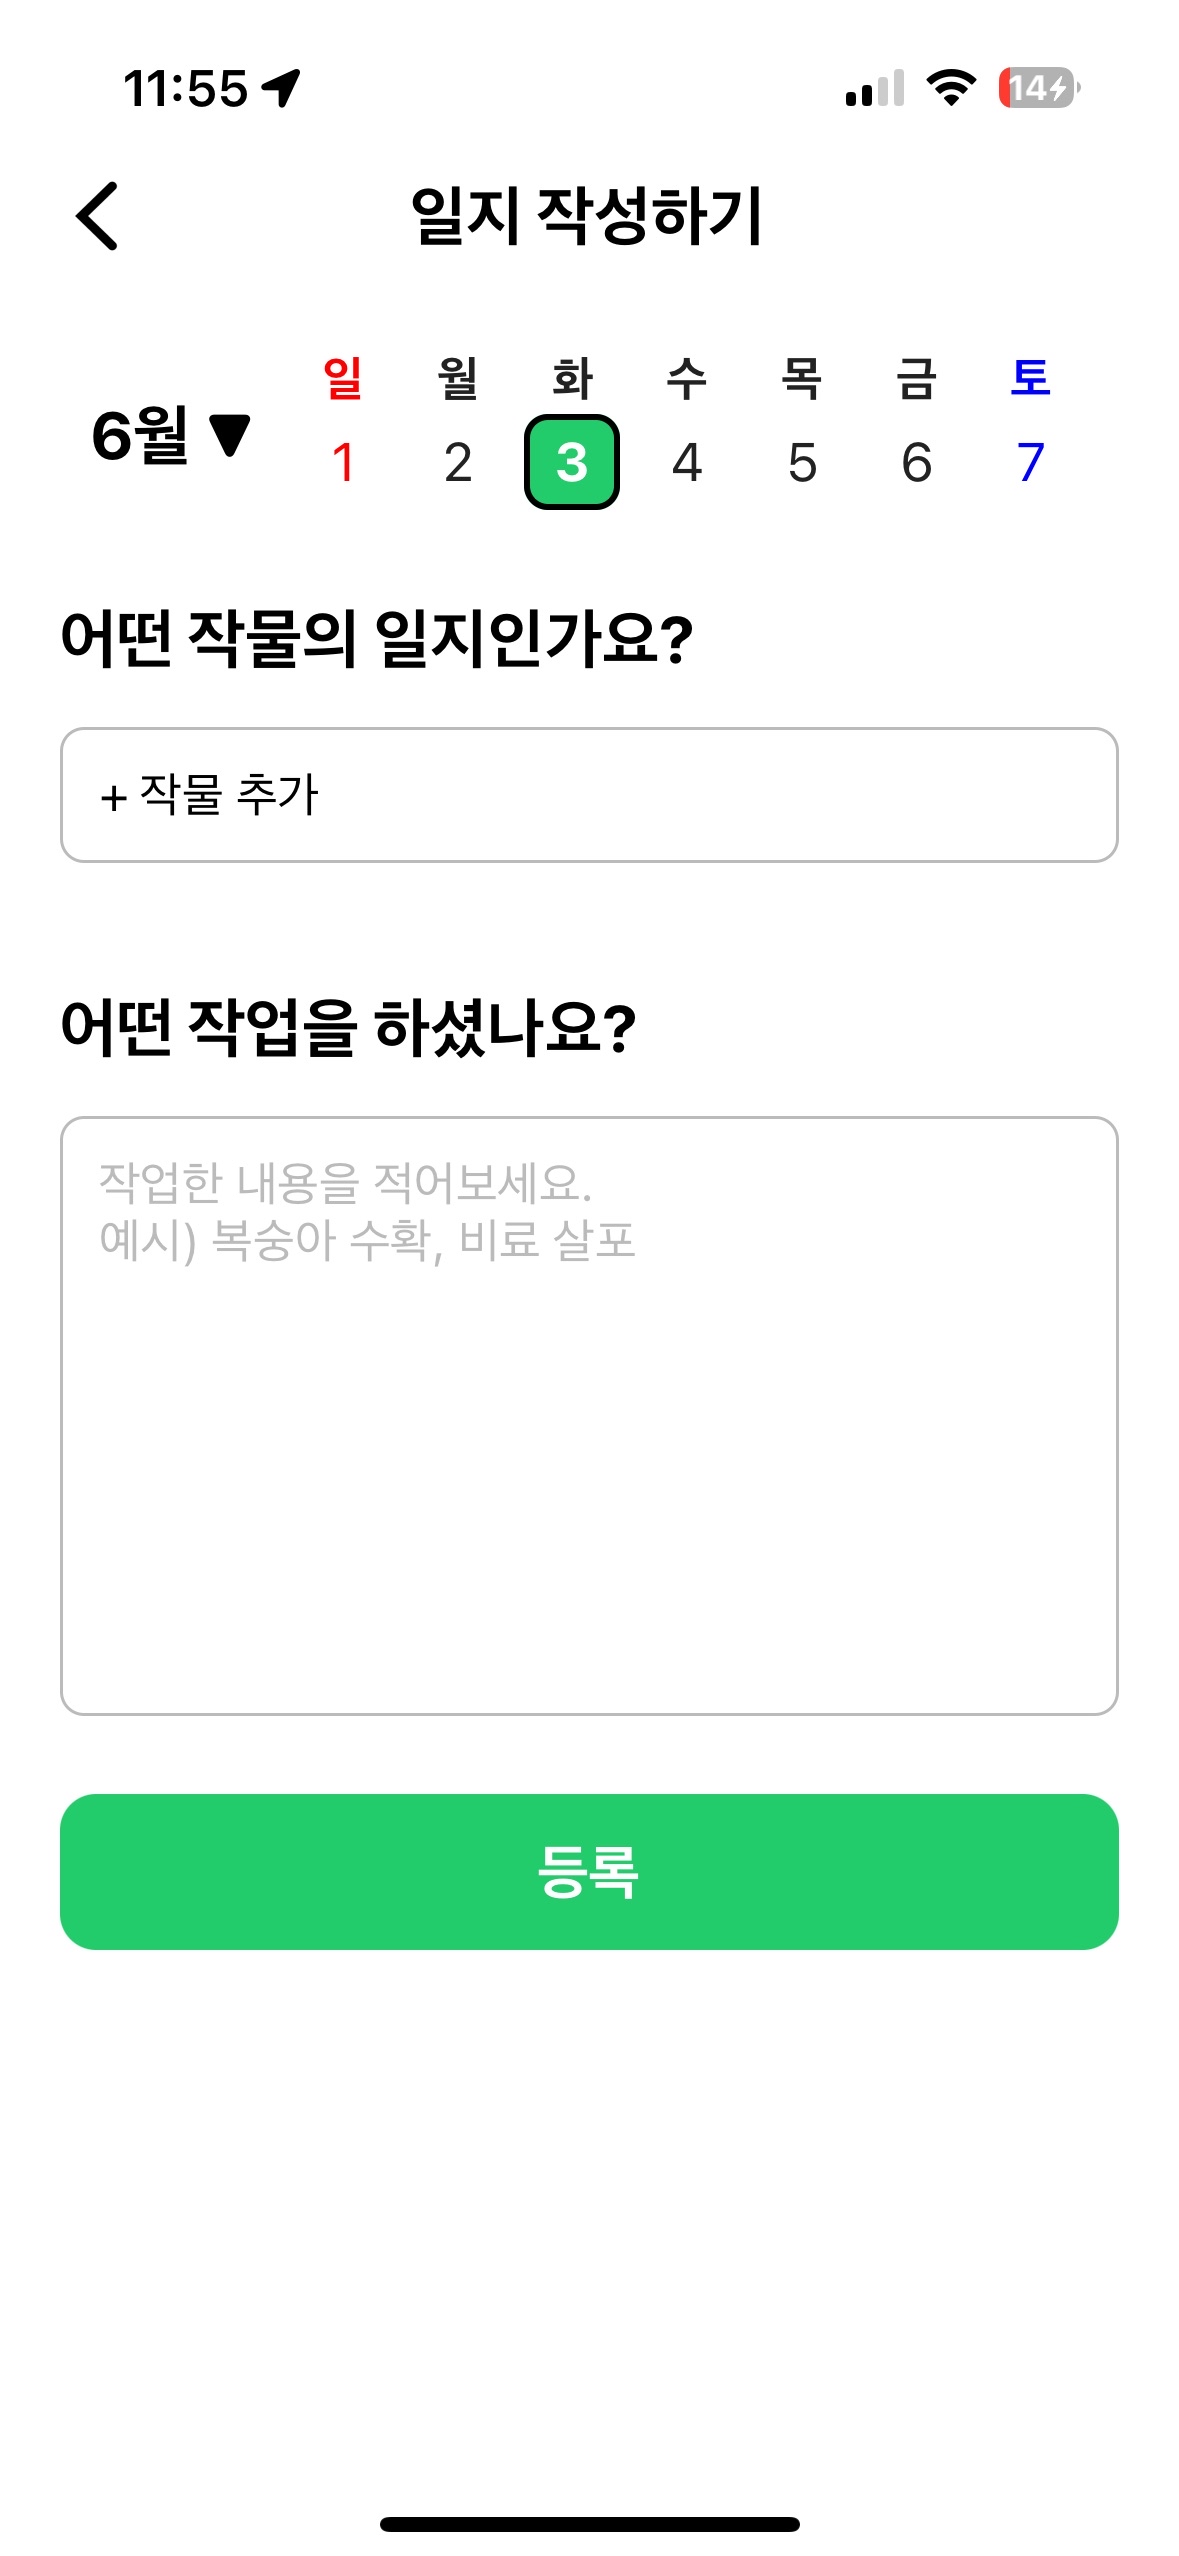 11:55
14
일지 작성하기
일 월 화 수 목 금 토
6월 ▼
1 2 3 4 5 6 7
어떤 작물의 일지인가요?
+ 작물 추가
어떤 작업을 하셨나요?
작업한 내용을 적어보세요.
예시) 복숭아 수확, 비료 살포
등록